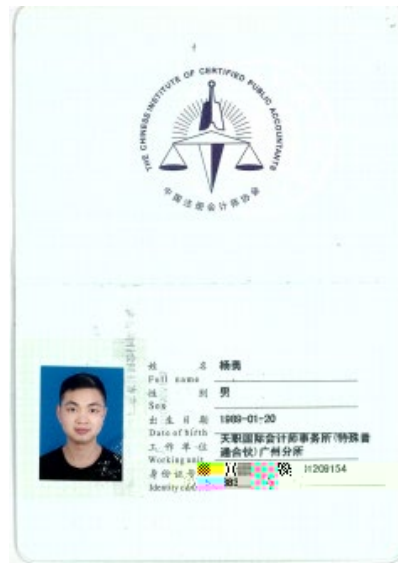 THE CHINESE INSTITUTE OF CERTIFIED PUBLIC ACCOUNTANTS
中国注册会计师协会
姓 名 杨勇
Full name
性 别 男
Sex
出生日期 1989-01-20
Date of birth
工作单位 天职国际会计师事务所(特殊普
Working unit 通合伙)广州分所
身份证号
Identity card